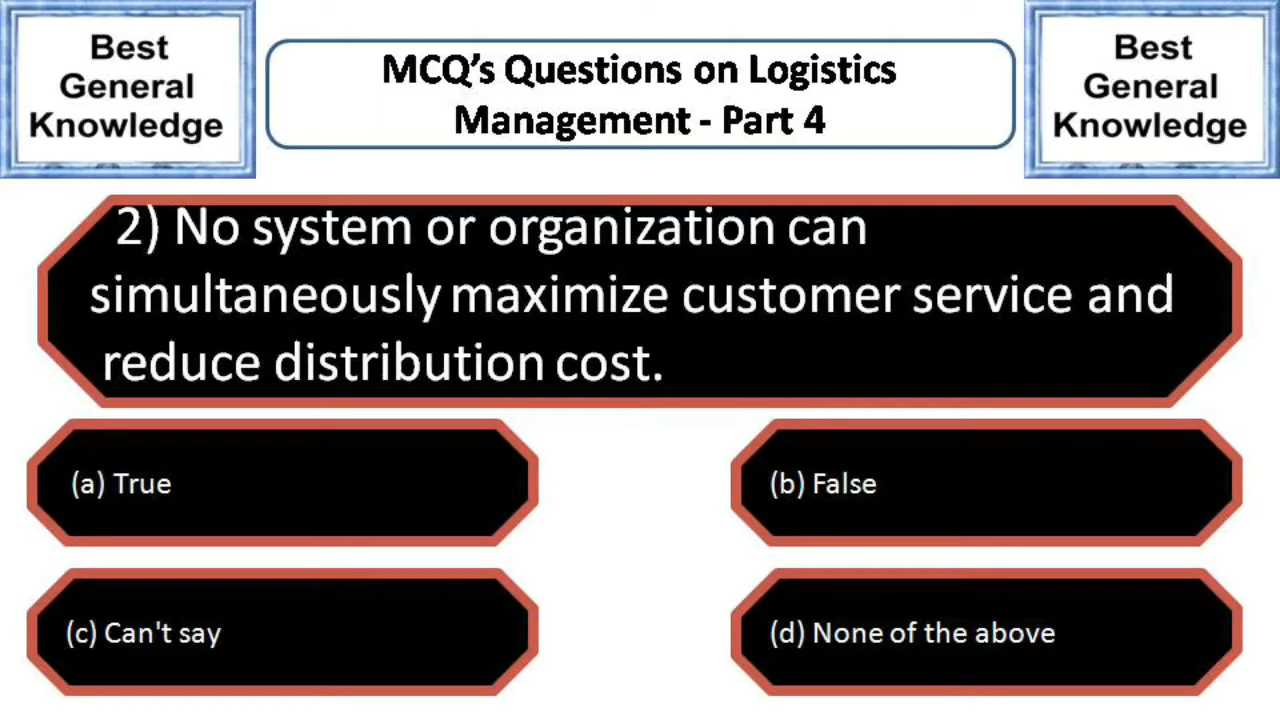 Best
General
Knowledge
MCQ's Questions on Logistics
Management - Part 4
Best
General
Knowledge
2) No system or organization can
simultaneously maximize customer service and
reduce distribution cost.
(a) True
(b) False
(c) Can't say
(d) None of the above